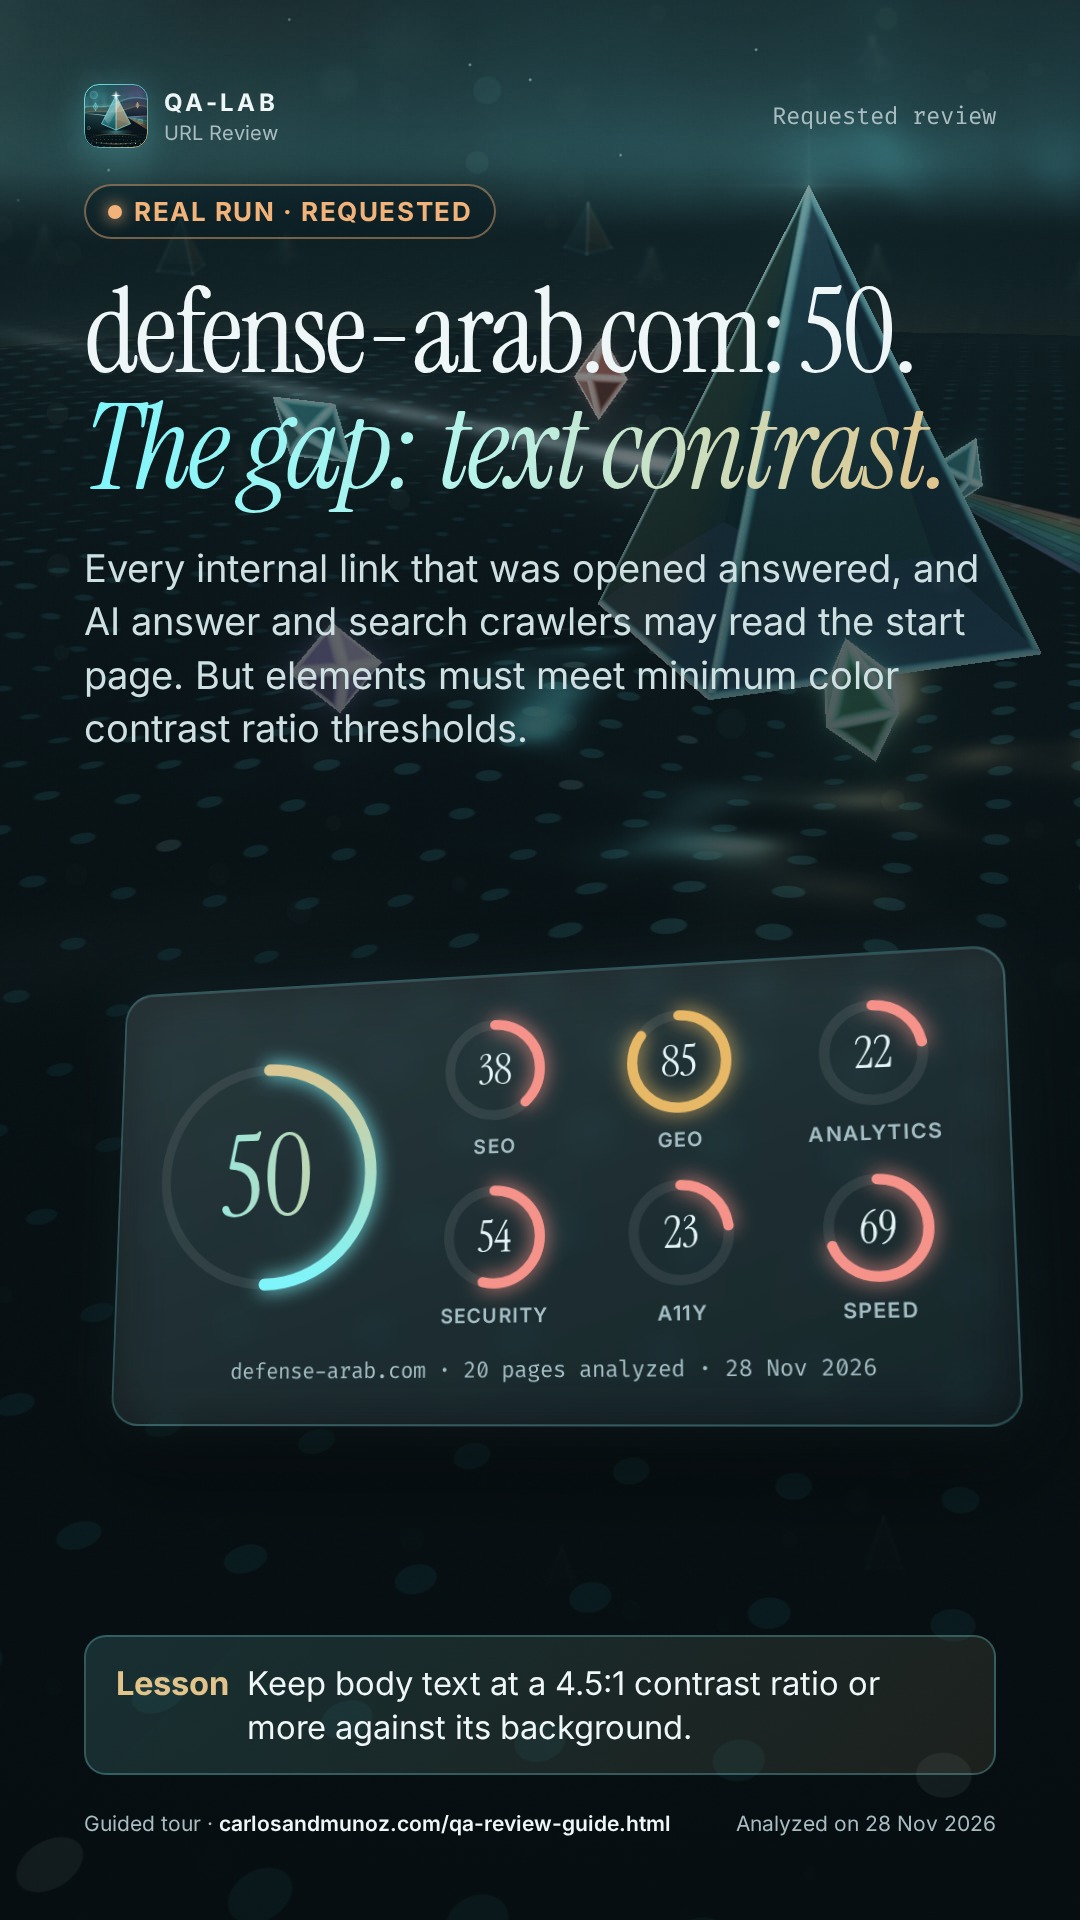 QA-LAB
URL Review
Requested review
REAL RUN · REQUESTED
defense-arab.com: 50.
The gap: text contrast.
Every internal link that was opened answered, and
AI answer and search crawlers may read the start
page. But elements must meet minimum color
contrast ratio thresholds.
50
38
SEO
85
GEO
22
ANALYTICS
54
SECURITY
23
A11Y
69
SPEED
defense-arab.com · 20 pages analyzed · 28 Nov 2026
Lesson Keep body text at a 4.5:1 contrast ratio or
more against its background.
Guided tour · carlosandmunoz.com/qa-review-guide.html
Analyzed on 28 Nov 2026